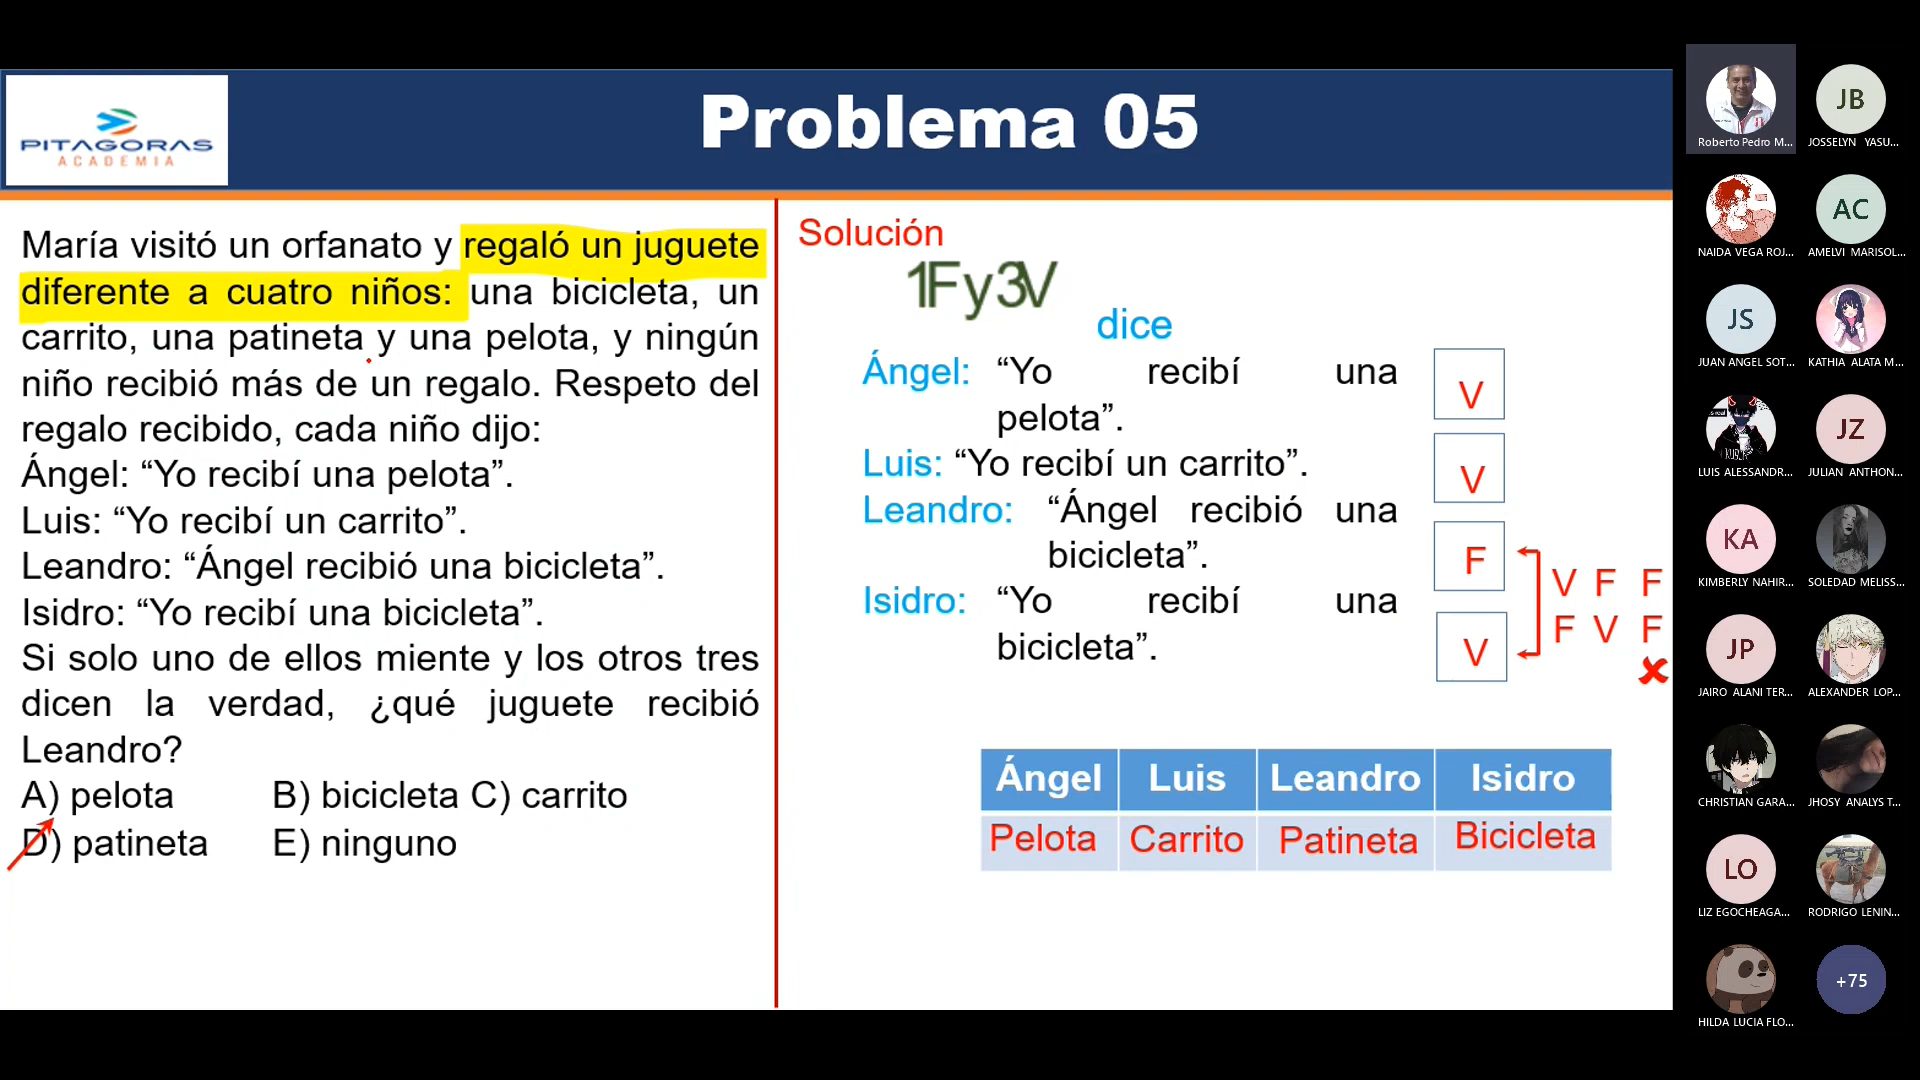 PITAGORAS
ACADEMIA
Problema 05
María visitó un orfanato y regaló un juguete
diferente a cuatro niños: una bicicleta, un
carrito, una patineta y una pelota, y ningún
niño recibió más de un regalo. Respeto del
regalo recibido, cada niño dijo:
Ángel: “Yo recibí una pelota”.
Luis: “Yo recibí un carrito”.
Leandro: “Ángel recibió una bicicleta”.
Isidro: “Yo recibí una bicicleta”.
Si solo uno de ellos miente y los otros tres
dicen la verdad, ¿qué juguete recibió
Leandro?
A) pelota B) bicicleta C) carrito
D) patineta E) ninguno
Solución
1F y 3V
dice
Ángel: “Yo recibí una
pelota”.
V
Luis: “Yo recibí un carrito”.
V
Leandro: “Ángel recibió una
bicicleta”.
F
Isidro: “Yo recibí una
bicicleta”.
V
V F F
F V F
Ángel Luis Leandro Isidro
Pelota Carrito Patineta Bicicleta
Roberto Pedro M...
JB
JOSSELYN YASU...
NAIDA VEGA ROJ...
AC
AMELVI MARISOL...
JS
JUAN ANGEL SOT...
KATHIA ALATA M...
LUIS ALESSANDR...
JZ
JULIAN ANTHON...
KA
KIMBERLY NAHIR...
SOLEDAD MELISS...
JP
JAIRO ALANI TER...
ALEXANDER LOP...
CHRISTIAN GARA...
JHOSY ANALYS T...
LO
LIZ EGOCHEAGA...
RODRIGO LENIN...
HILDA LUCIA FLO...
+75